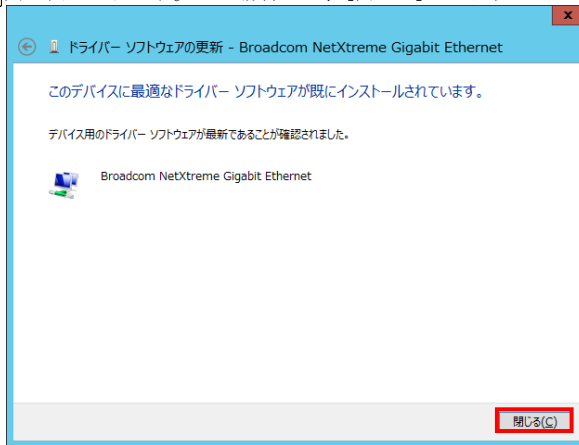 ドライバー ソフトウェアの更新 - Broadcom NetXtreme Gigabit Ethernet
このデバイスに最適なドライバー ソフトウェアが既にインストールされています。
デバイス用のドライバー ソフトウェアが最新であることが確認されました。
Broadcom NetXtreme Gigabit Ethernet
閉じる(C)